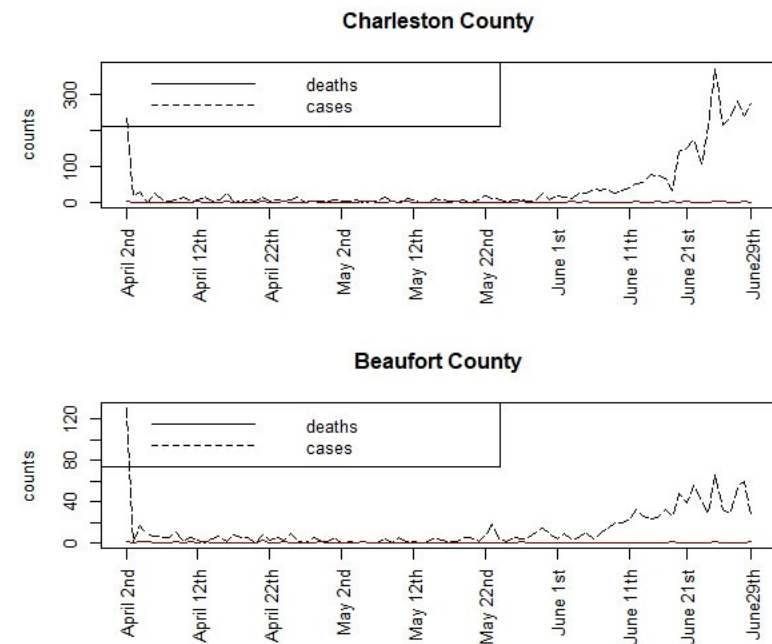 Charleston County
counts
0
100
300
deaths
cases
April 2nd
April 12th
April 22th
May 2nd
May 12th
May 22nd
June 1st
June 11th
June 21st
June29th
Beaufort County
counts
0
40
80
120
deaths
cases
April 2nd
April 12th
April 22th
May 2nd
May 12th
May 22nd
June 1st
June 11th
June 21st
June29th